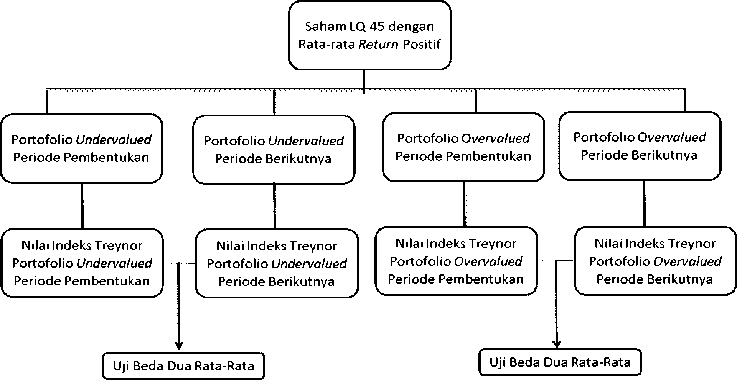 Saham LQ 45 dengan
Rata-rata Return Positif
Portofolio Undervalued
Periode Pembentukan
Portofolio Undervalued
Periode Berikutnya
Portofolio Overvalued
Periode Pembentukan
Portofolio Overvalued
Periode Berikutnya
Nilai Indeks Treynor
Portofolio Undervalued
Periode Pembentukan
Nilai Indeks Treynor
Portofolio Undervalued
Periode Berikutnya
Nilai Indeks Treynor
Portofolio Overvalued
Periode Pembentukan
Nilai Indeks Treynor
Portofolio Overvalued
Periode Berikutnya
Uji Beda Dua Rata-Rata
Uji Beda Dua Rata-Rata